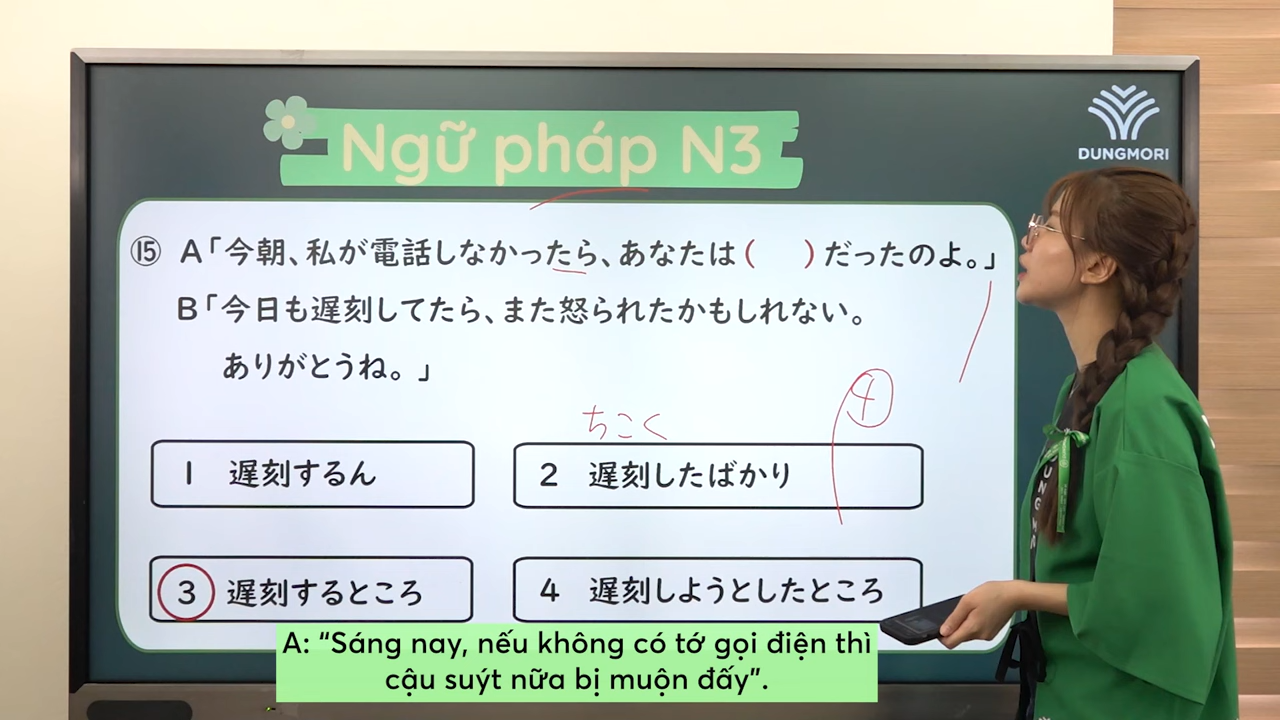 Ngữ pháp N3
DUNGMORI
⑮ A「今朝、私が電話しなかったら、あなたは( )だったのよ。」
B「今日も遅刻してたら、また怒られたかもしれない。
ありがとうね。」
④
ちこく
1 遅刻するん
2 遅刻したばかり
3 遅刻するところ
4 遅刻しようとしたところ
A: “Sáng nay, nếu không có tớ gọi điện thì
cậu suýt nữa bị muộn đấy”.